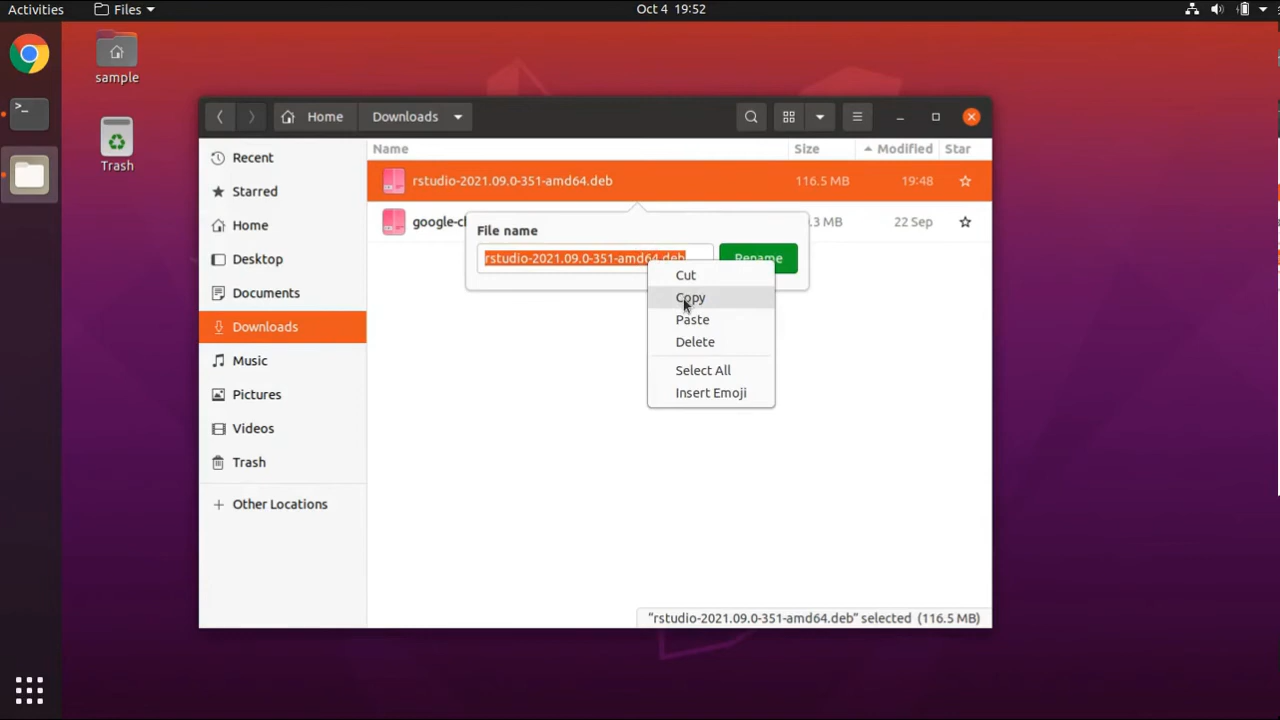 Activities Files Oct 4 19:52
sample
Trash
Home Downloads
Name Size Modified Star
Recent
Starred
Home
Desktop
Documents
Downloads
Music
Pictures
Videos
Trash
Other Locations
rstudio-2021.09.0-351-amd64.deb 116.5 MB 19:48
google-c .3 MB 22 Sep
File name
rstudio-2021.09.0-351-amd64.deb Rename
Cut
Copy
Paste
Delete
Select All
Insert Emoji
"rstudio-2021.09.0-351-amd64.deb" selected (116.5 MB)
>_